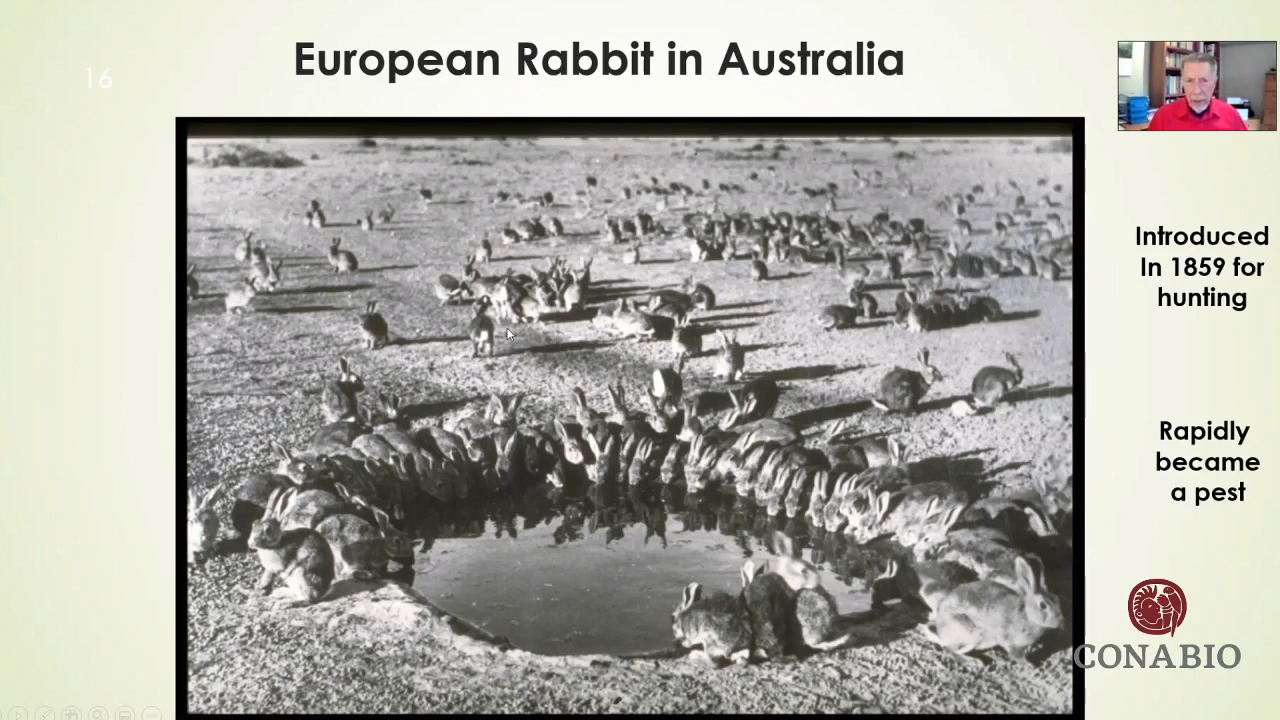 European Rabbit in Australia
16
Introduced
In 1859 for
hunting
Rapidly
became
a pest
CONABIO